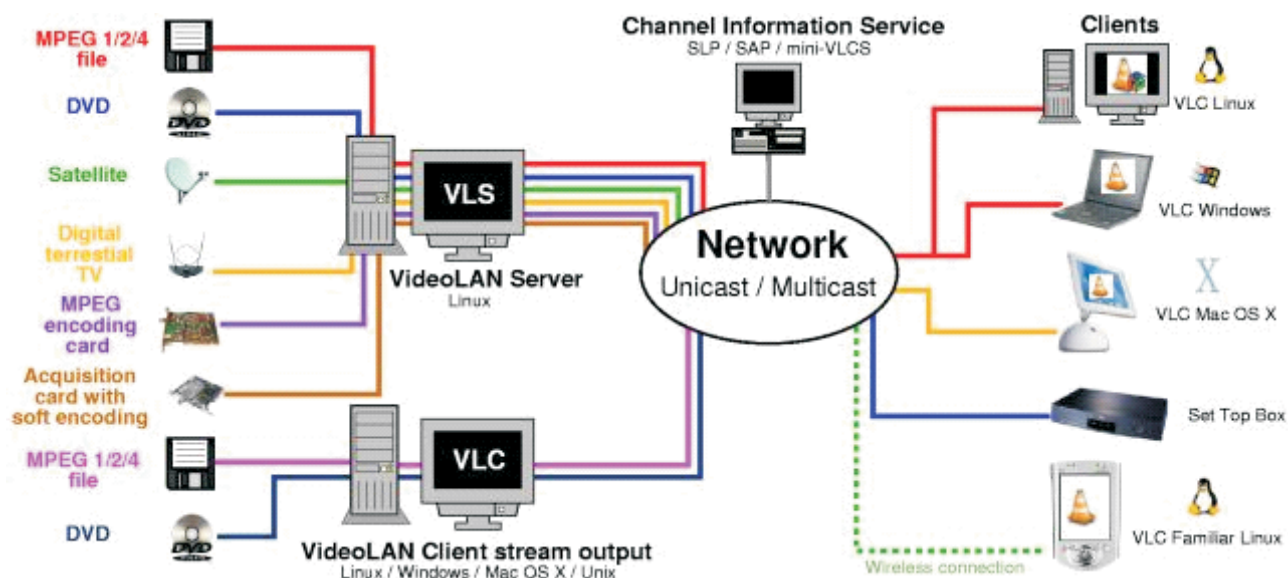 MPEG 1/2/4
file
DVD
Satellite
Digital
terrestial
TV
MPEG
encoding
card
Acquisition
card with
soft encoding
MPEG 1/2/4
file
DVD
VLS
VideoLAN Server
Linux
VLC
VideoLAN Client stream output
Linux / Windows / Mac OS X / Unix
Channel Information Service
SLP / SAP / mini-VLCS
Network
Unicast / Multicast
Clients
VLC Linux
VLC Windows
X
VLC Mac OS X
Set Top Box
VLC Familiar Linux
Wireless connection
DVD
DVD